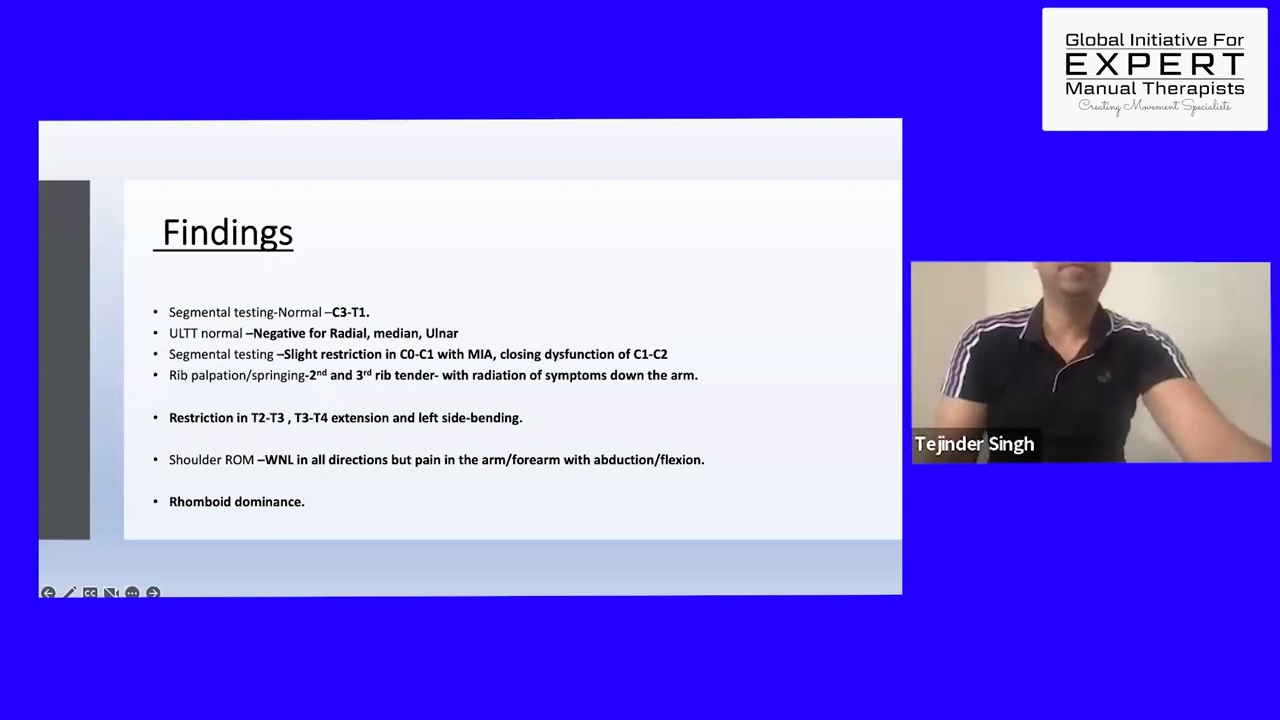 Global Initiative For
EXPERT
Manual Therapists
Creating Movement Specialists
Findings
• Segmental testing-Normal –C3-T1.
• ULTT normal –Negative for Radial, median, Ulnar
• Segmental testing –Slight restriction in C0-C1 with MIA, closing dysfunction of C1-C2
• Rib palpation/springing-2nd and 3rd rib tender- with radiation of symptoms down the arm.
• Restriction in T2-T3 , T3-T4 extension and left side-bending.
• Shoulder ROM –WNL in all directions but pain in the arm/forearm with abduction/flexion.
• Rhomboid dominance.
Tejinder Singh
CC